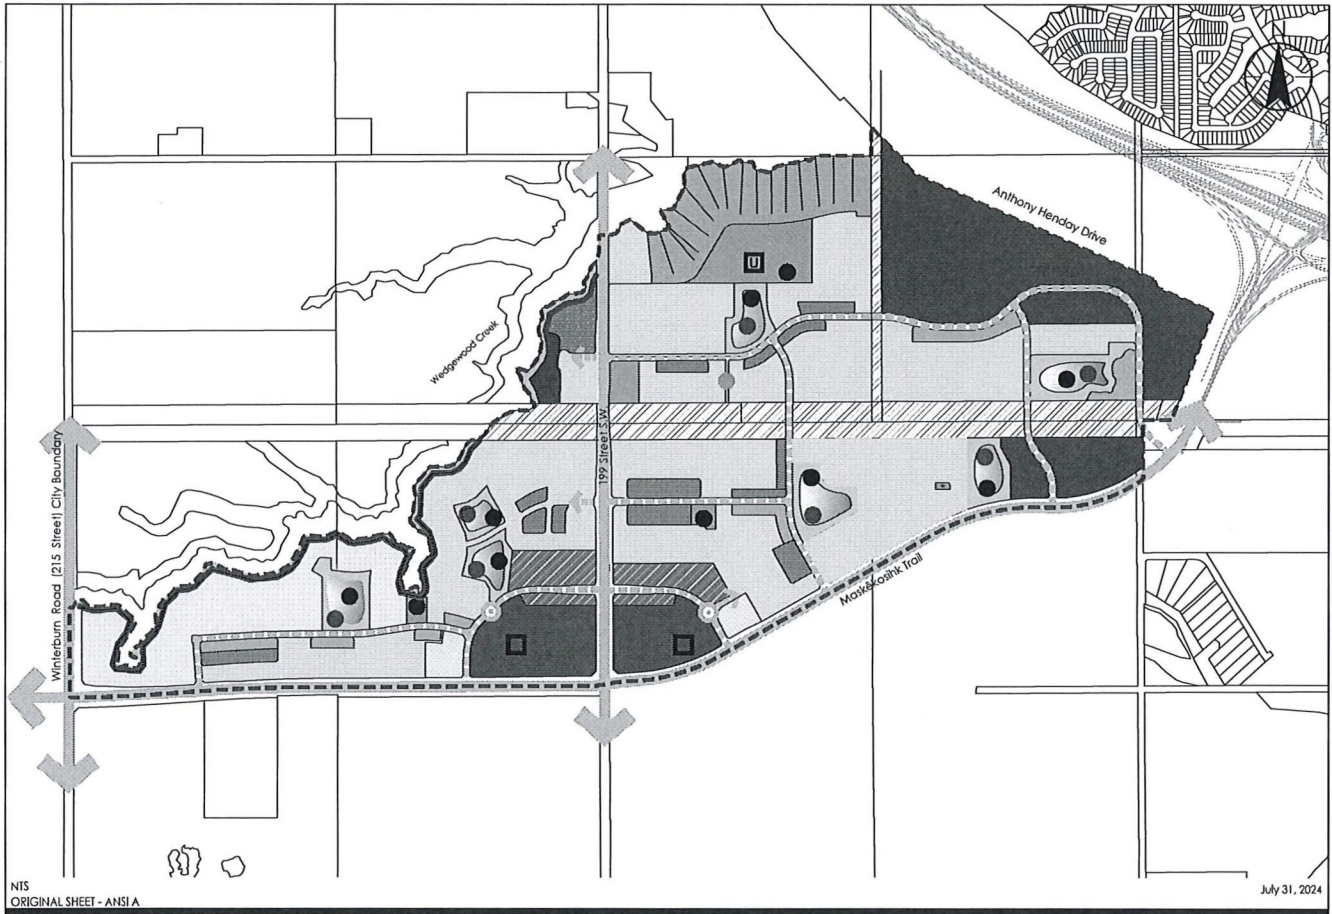 Anthony Henday Drive
Wedgewood Creek
Winterburn Road (215 Street) City Boundary
199 Street S.W.
U
Maskêkosihk Trail
NTS
ORIGINAL SHEET - ANSI A
July 31, 2024